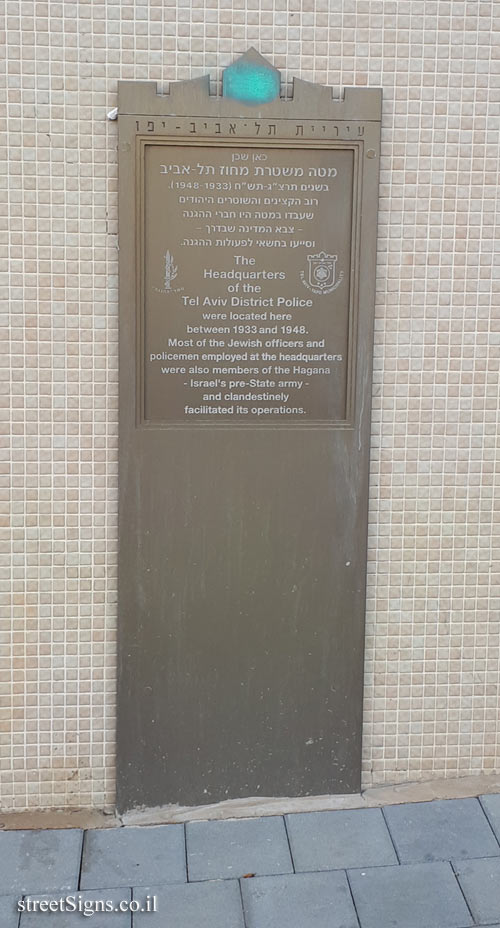 עיריית תל-אביב-יפו
כאן שכן
מטה משטרת מחוז תל-אביב
בשנים תרצ"ג-תש"ח (1948-1933).
רוב הקצינים והשוטרים היהודים
שעבדו במטה היו חברי ההגנה
- צבא המדינה שבדרך -
וסייעו בחשאי לפעולות ההגנה.
The
Headquarters
of the
Tel Aviv District Police
were located here
between 1933 and 1948.
Most of the Jewish officers and
policemen employed at the headquarters
were also members of the Hagana
- Israel's pre-State army -
and clandestinely
facilitated its operations.
TEL AVIV-YAFO MUNICIPALITY
streetSigns.co.il